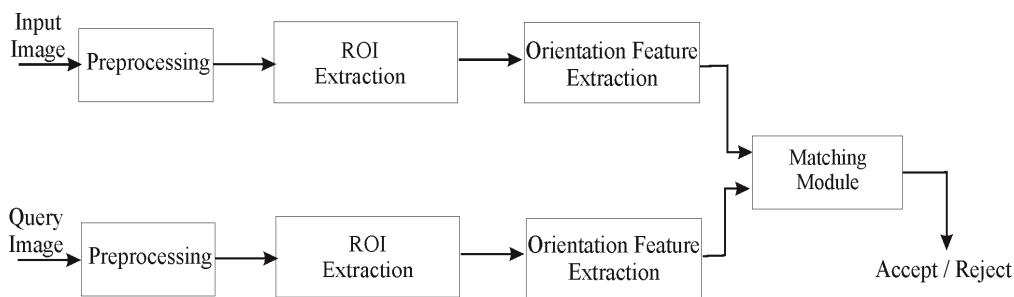 Input
Image
Preprocessing
ROI
Extraction
Orientation Feature
Extraction
Matching
Module
Query
Image
Preprocessing
ROI
Extraction
Orientation Feature
Extraction
Accept / Reject